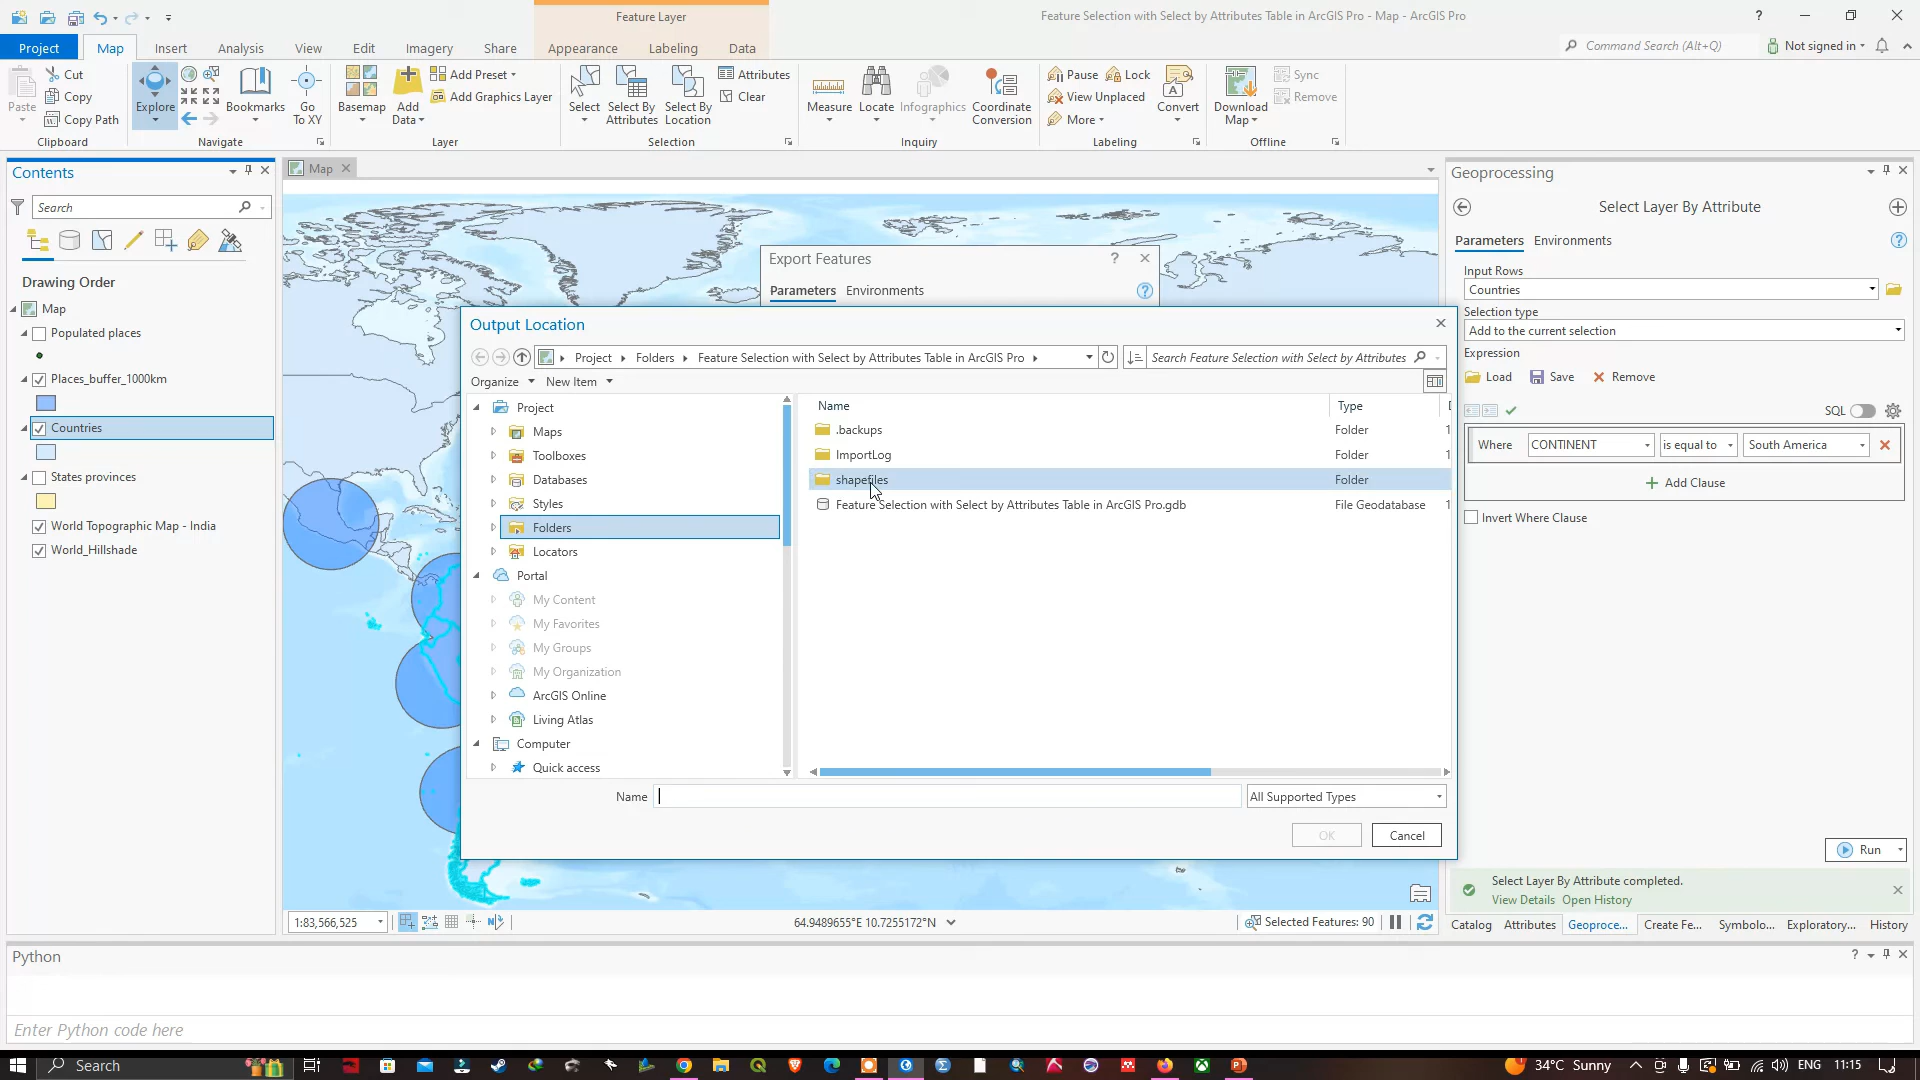 Feature Layer
Feature Selection with Select by Attributes Table in ArcGIS Pro - Map - ArcGIS Pro
?
Project
Map
Insert
Analysis
View
Edit
Imagery
Share
Appearance
Labeling
Data
Command Search (Alt+Q)
Not signed in
Paste
Cut
Copy
Copy Path
Clipboard
Explore
Bookmarks
Go To XY
Navigate
Basemap
Add Data
Add Preset
Add Graphics Layer
Layer
Select
Select By Attributes
Select By Location
Attributes
Clear
Selection
Measure
Locate
Infographics
Coordinate Conversion
Inquiry
Pause
Lock
View Unplaced
More
Convert
Labeling
Download Map
Sync
Remove
Offline
Contents
Search
Drawing Order
Map
Populated places
Places_buffer_1000km
Countries
States provinces
World Topographic Map - India
World_Hillshade
Map
Export Features
?
Parameters
Environments
Output Location
Project
Folders
Feature Selection with Select by Attributes Table in ArcGIS Pro
Search Feature Selection with Select by Attributes
Organize
New Item
Project
Maps
Toolboxes
Databases
Styles
Folders
Locators
Portal
My Content
My Favorites
My Groups
My Organization
ArcGIS Online
Living Atlas
Computer
Quick access
Name
Type
.backups
Folder
1
ImportLog
Folder
1
shapefiles
Folder
1
Feature Selection with Select by Attributes Table in ArcGIS Pro.gdb
File Geodatabase
1
Name
All Supported Types
OK
Cancel
1:83,566,525
64.9489655°E 10.7255172°N
Selected Features: 90
Geoprocessing
Select Layer By Attribute
Parameters
Environments
Input Rows
Countries
Selection type
Add to the current selection
Expression
Load
Save
Remove
SQL
Where
CONTINENT
is equal to
South America
Add Clause
Invert Where Clause
Run
Select Layer By Attribute completed.
View Details
Open History
Catalog
Attributes
Geoproce...
Create Fe...
Symbolo...
Exploratory...
History
Python
?
Enter Python code here
Search
34°C Sunny
ENG
11:15